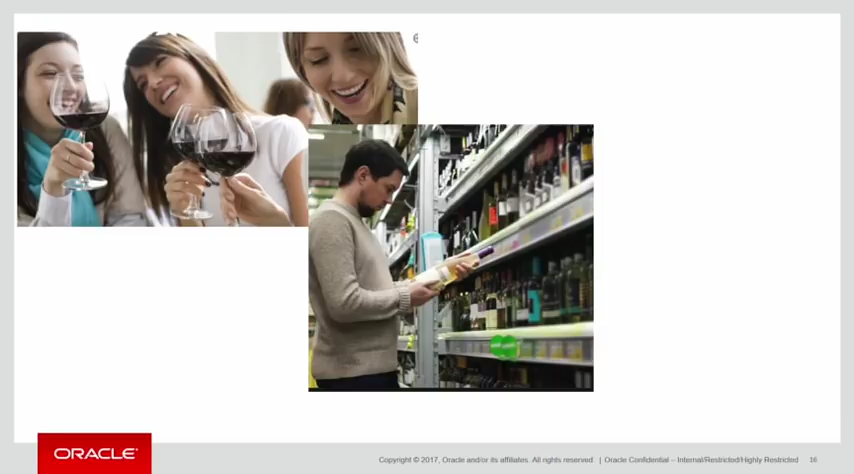 ORACLE
Copyright © 2017, Oracle and/or its affiliates. All rights reserved. | Oracle Confidential – Internal/Restricted/Highly Restricted 16